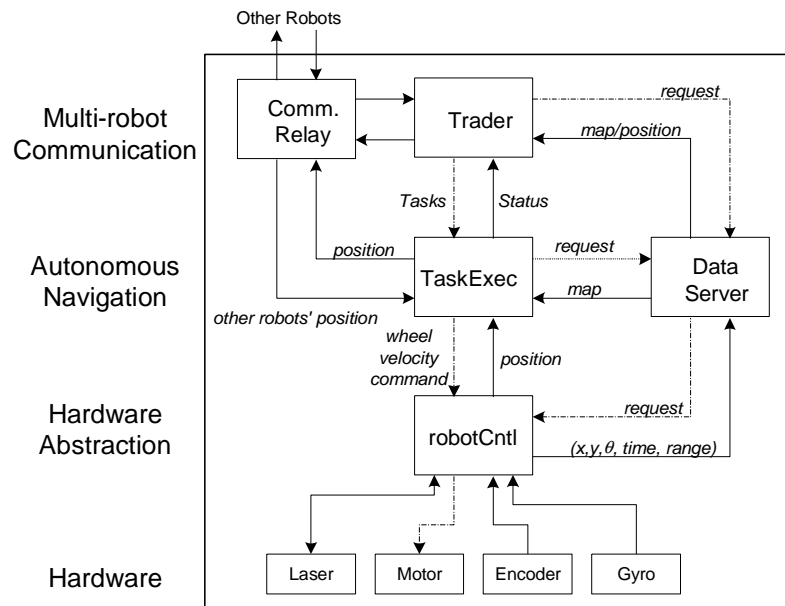 Other Robots
Multi-robot
Communication
Comm.
Relay
Trader
request
map/position
Tasks
Status
Autonomous
Navigation
position
TaskExec
request
map
Data
Server
other robots' position
wheel
velocity
command
position
Hardware
Abstraction
robotCntl
request
(x,y,θ, time, range)
Hardware
Laser
Motor
Encoder
Gyro